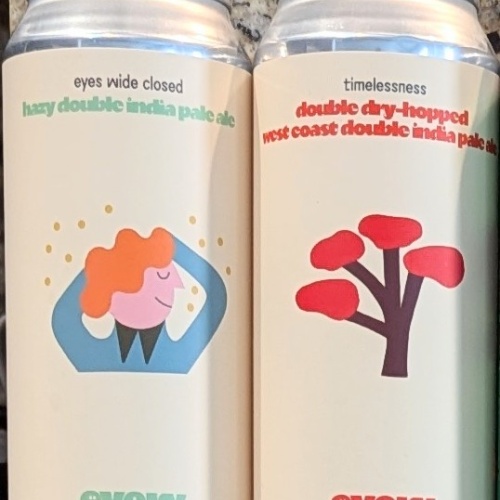 eyes wide closed
hazy double india pale ale
timelessness
double dry-hopped
west coast double india pale ale